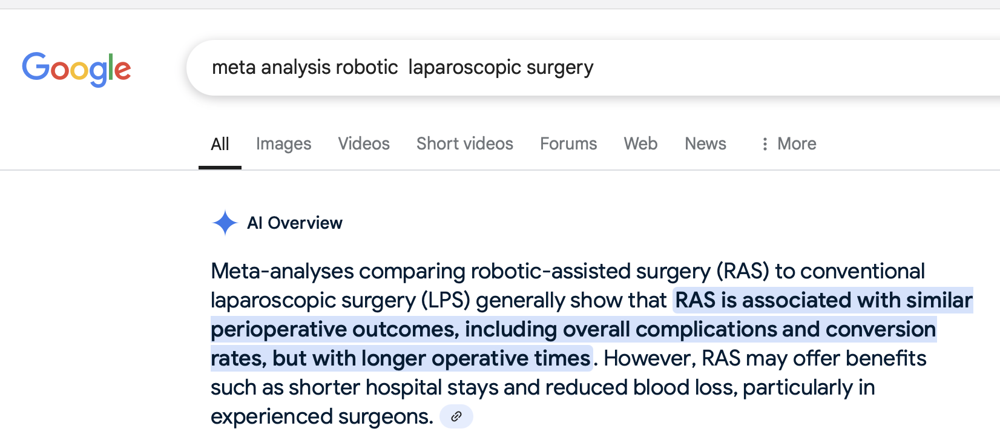 Google
meta analysis robotic  laparoscopic surgery
All Images Videos Short videos Forums Web News More
AI Overview
Meta-analyses comparing robotic-assisted surgery (RAS) to conventional
laparoscopic surgery (LPS) generally show that RAS is associated with similar
perioperative outcomes, including overall complications and conversion
rates, but with longer operative times. However, RAS may offer benefits
such as shorter hospital stays and reduced blood loss, particularly in
experienced surgeons.